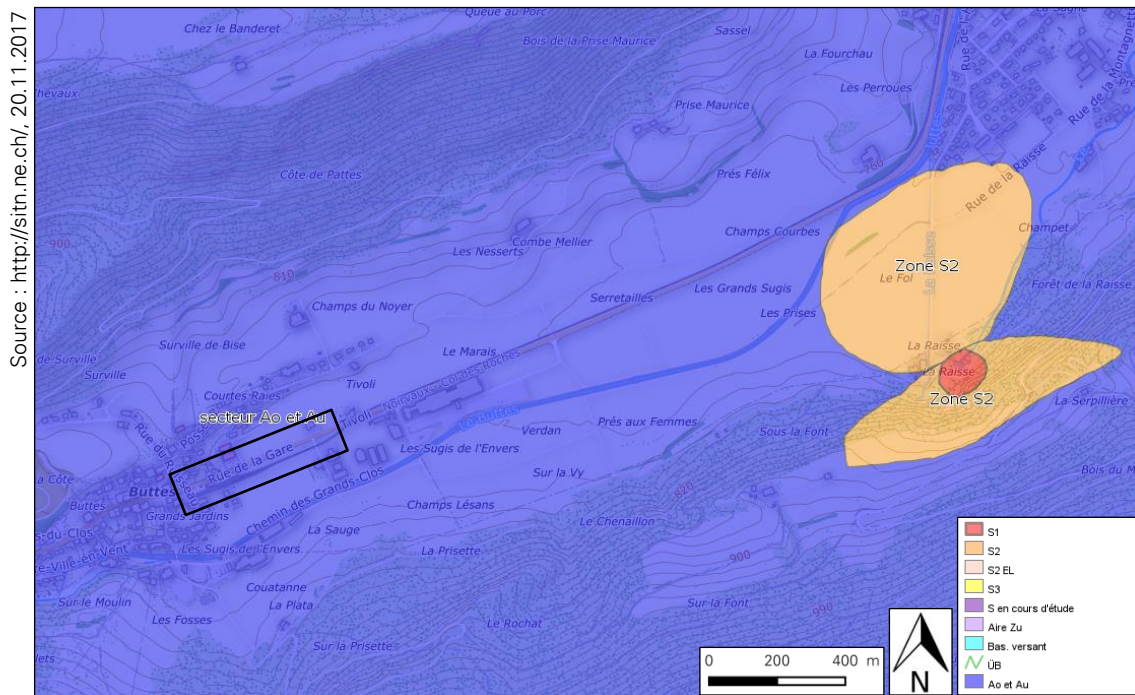 Source : http://sitn.ne.ch/, 20.11.2017
Chez le Banderet
Queue au Porc
Bois de la Prise Maurice
Sassel
La Fourchau
Les Perroues
Prise Maurice
Rue de la Montagnette
Rue de la Raisse
Côte de Pattes
Prés Félix
760
900
Combe Mellier
Les Nesserts
810
Champs Courbes
Champet
Zone S2
Le Fol
La Raisse
Forêt de la Raisse
Les Grands Sugis
Serretailles
Les Prises
Champs du Noyer
de Surville
Surville de Bise
Surville
Le Marais
La Raisse
La Raisse
Zone S2
La Serpillière
Tivoli
Courtes Raies
secteur Ao et Au
Tivoli
Le Buttes
Verdan
Prés aux Femmes
Sous la Font
Rue de la Gare
Rue du Ruisseau
Les Sugis de l'Envers
Sur la Vy
820
Buttes
Buttes
Grands Jardins
Chemin des Grands-Clos
Champs Lésans
Le Chenaillon
La Sauge
Les Sugis de l'Envers
La Prisette
900
Couatanne
La Plata
Sur le Moulin
Les Fosses
Le Rochat
Sur la Font
990
Sur la Prisette
S1
S2
S2 EL
S3
S en cours d'étude
Aire Zu
Bas. versant
ÜB
Ao et Au
0 200 400 m
N